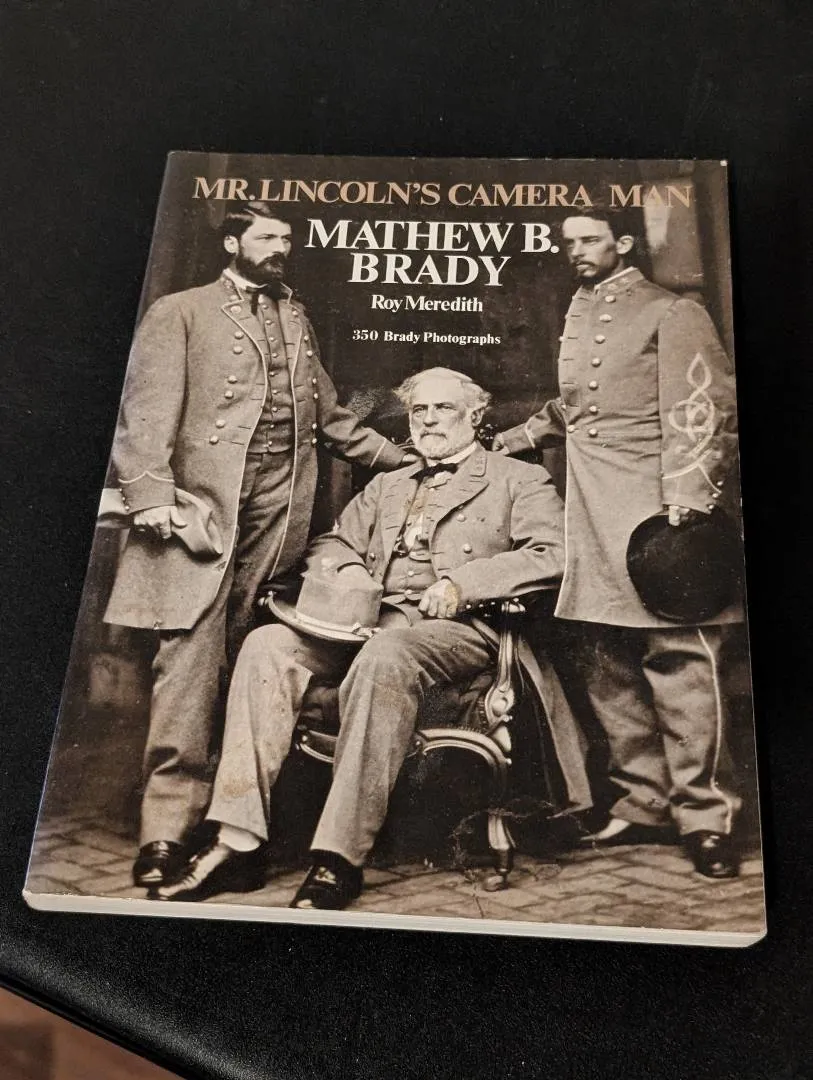 MR. LINCOLN'S CAMERA MAN
MATHEW B.
BRADY
Roy Meredith
350 Brady Photographs